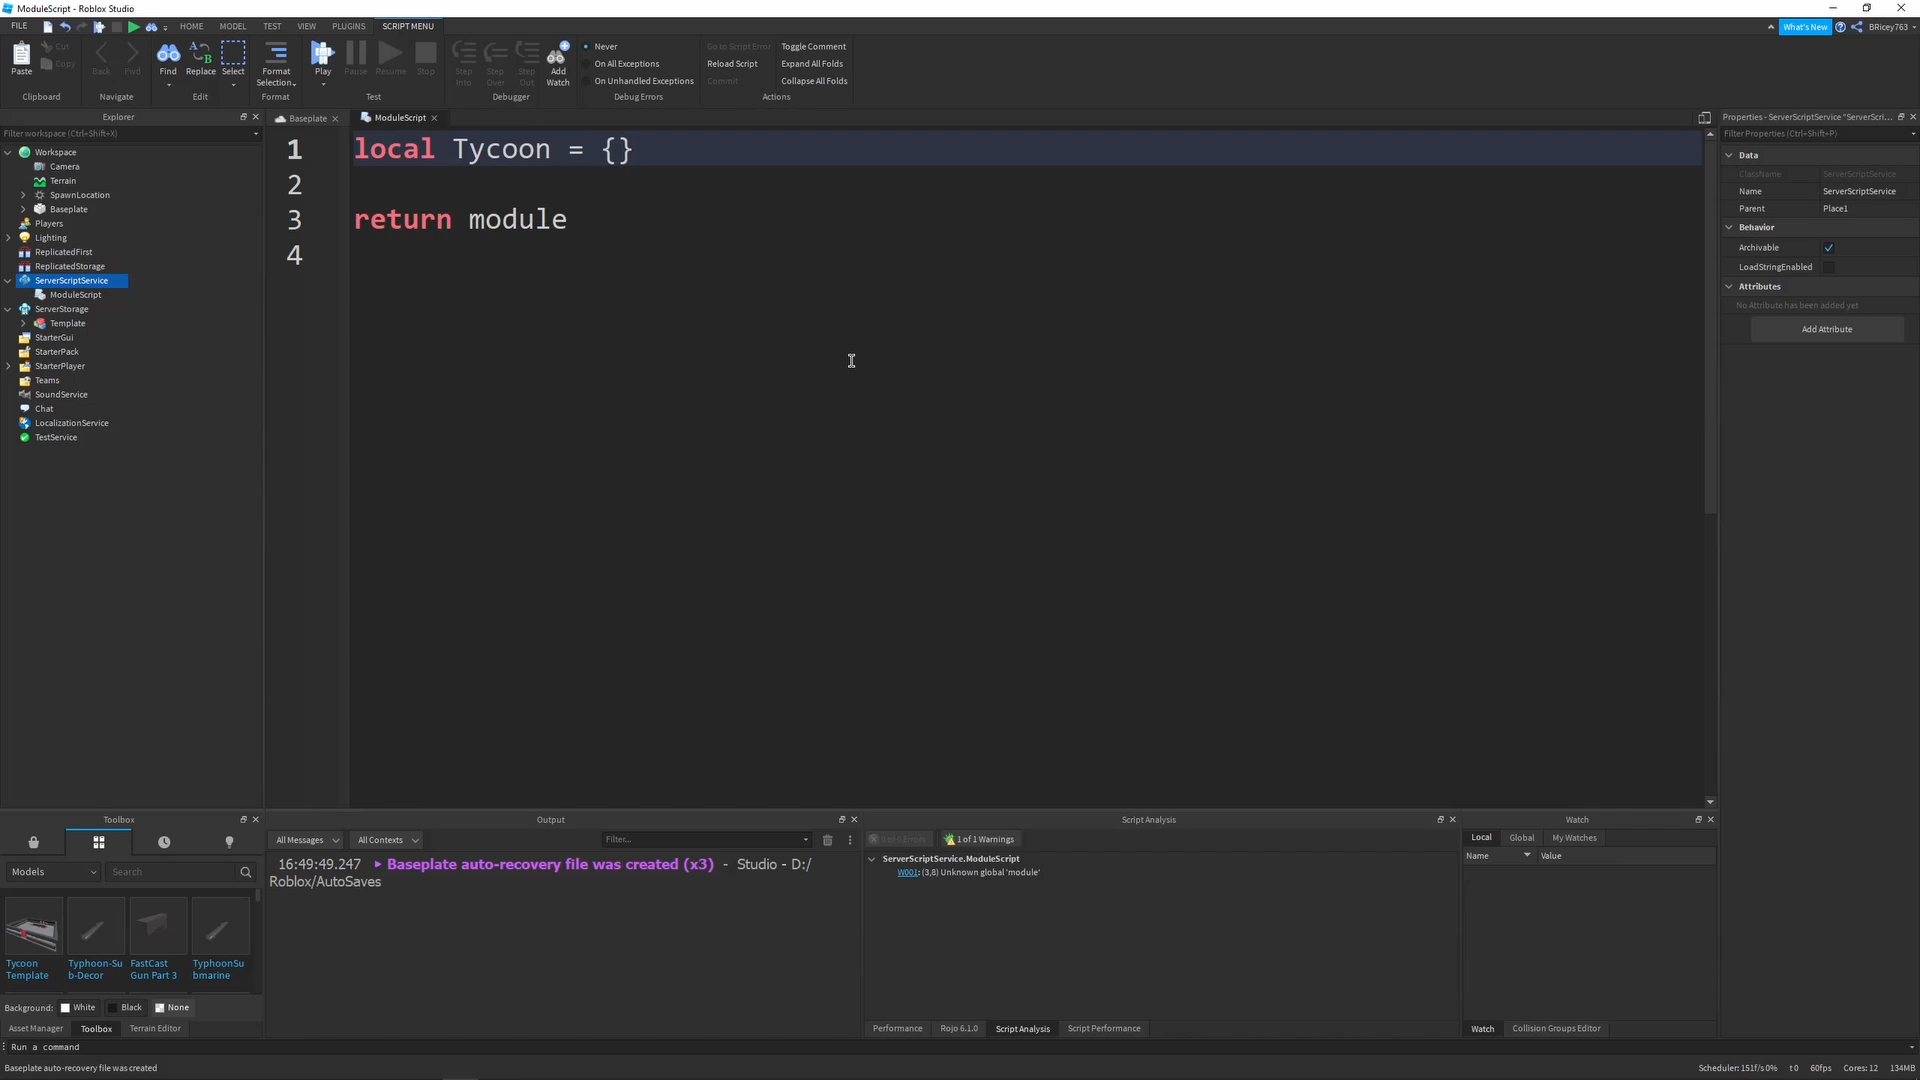 ModuleScript - Roblox Studio
FILE HOME MODEL TEST VIEW PLUGINS SCRIPT MENU What's New BRicey763
Paste Cut Copy Back Fwd Find Replace Select Format Selection Play Pause Resume Stop Step Into Step Over Step Out Add Watch
Never Go to Script Error Toggle Comment
On All Exceptions Reload Script Expand All Folds
On Unhandled Exceptions Commit Collapse All Folds
Clipboard Navigate Edit Format Test Debugger Debug Errors Actions
Explorer
Filter workspace (Ctrl+Shift+X)
Workspace
Camera
Terrain
SpawnLocation
Baseplate
Players
Lighting
ReplicatedFirst
ReplicatedStorage
ServerScriptService
ModuleScript
ServerStorage
Template
StarterGui
StarterPack
StarterPlayer
Teams
SoundService
Chat
LocalizationService
TestService
Baseplate ModuleScript
1 local Tycoon = {}
2
3 return module
4
Properties - ServerScriptService "ServerScri...
Filter Properties (Ctrl+Shift+P)
Data
ClassName ServerScriptService
Name ServerScriptService
Parent Place1
Behavior
Archivable
LoadStringEnabled
Attributes
No Attribute has been added yet
Add Attribute
Toolbox
Models Search
Tycoon Template
Typhoon-Su b-Decor
FastCast Gun Part 3
TyphoonSu bmarine
Background: White Black None
Asset Manager Toolbox Terrain Editor
Output
All Messages All Contexts Filter...
16:49:49.247 Baseplate auto-recovery file was created (x3) - Studio - D:/
Roblox/AutoSaves
Script Analysis
1 of 1 Warnings
ServerScriptService.ModuleScript
W001: (3,8) Unknown global 'module'
Performance Rojo 6.1.0 Script Analysis Script Performance
Watch
Local Global My Watches
Name Value
Watch Collision Groups Editor
Run a command
Baseplate auto-recovery file was created
Scheduler: 151f/s 0% t 0 60fps Cores: 12 134MB